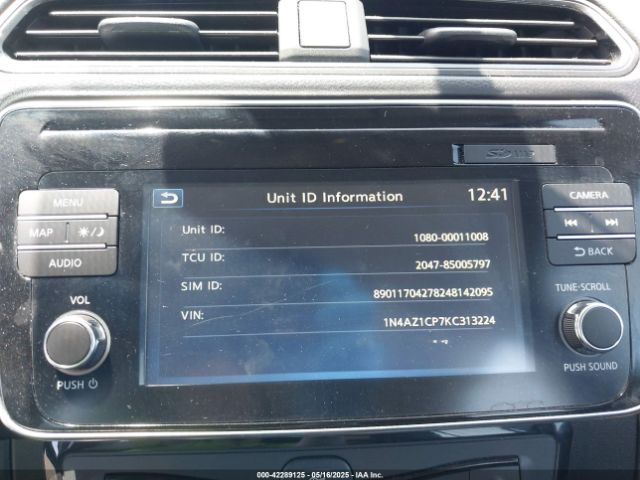 MENU
MAP
AUDIO
VOL
PUSH
Unit ID Information 12:41
Unit ID: 1080-00011008
TCU ID: 2047-85005797
SIM ID: 89011704278248142095
VIN: 1N4AZ1CP7KC313224
CAMERA
BACK
TUNE·SCROLL
PUSH SOUND
000-42289125 - 05/16/2025 - IAA, Inc.